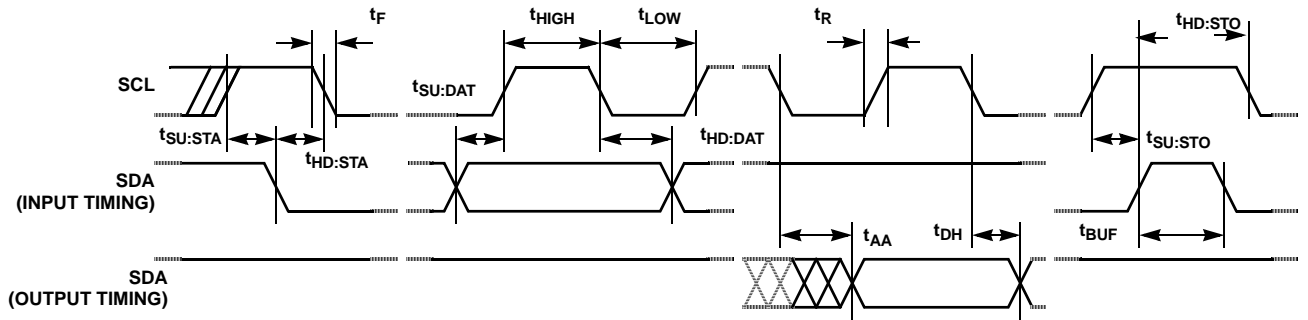 tF
tHIGH
tLOW
tR
tHD:STO
SCL
tSU:DAT
tSU:STA
tHD:STA
tHD:DAT
tSU:STO
SDA
(INPUT TIMING)
tAA
tDH
tBUF
SDA
(OUTPUT TIMING)